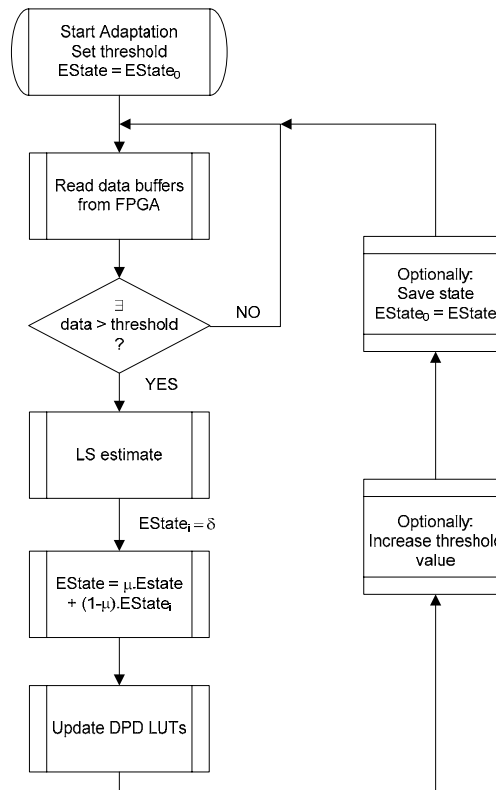 Start Adaptation
Set threshold
EState = EState₀
Read data buffers
from FPGA
∃
data > threshold
?
NO
YES
LS estimate
EStateᵢ = δ
EState = μ.Estate
+ (1-μ).EStateᵢ
Update DPD LUTs
Optionally:
Save state
EState₀ = EState
Optionally:
Increase threshold
value